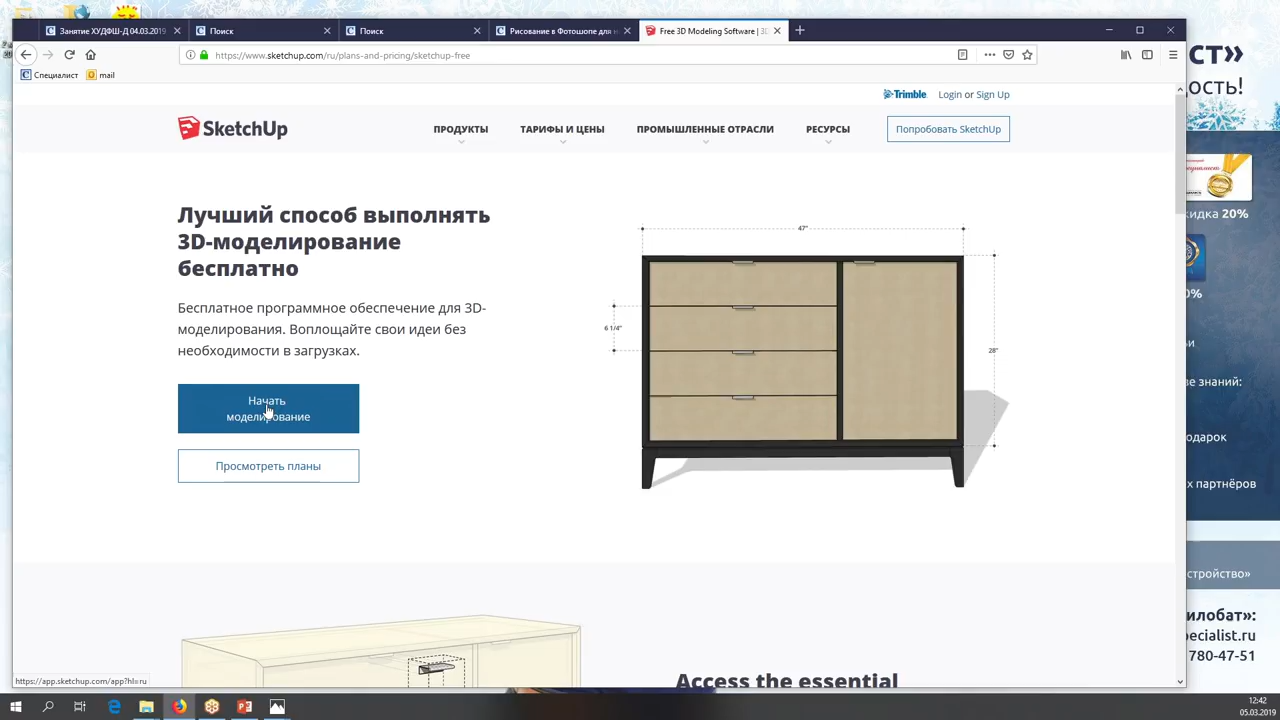 Занятие ХУДФШ-Д 04.03.2019
Поиск
Поиск
Рисование в Фотошопе для н
Free 3D Modeling Software | 3D
https://www.sketchup.com/ru/plans-and-pricing/sketchup-free
Специалист
mail
Trimble
Login or Sign Up
SketchUp
ПРОДУКТЫ
ТАРИФЫ И ЦЕНЫ
ПРОМЫШЛЕННЫЕ ОТРАСЛИ
РЕСУРСЫ
Попробовать SketchUp
Лучший способ выполнять
3D-моделирование
бесплатно
Бесплатное программное обеспечение для 3D-
моделирования. Воплощайте свои идеи без
необходимости в загрузках.
Начать
моделирование
Просмотреть планы
47"
6 1/4"
28"
Access the essential
https://app.sketchup.com/app?hl=ru
ст»
дость!
кидка 20%
0%
ьи
ве знаний:
одарок
х партнёров
стройство»
илобат»:
pecialist.ru
780-47-51
12:42
05.03.2019